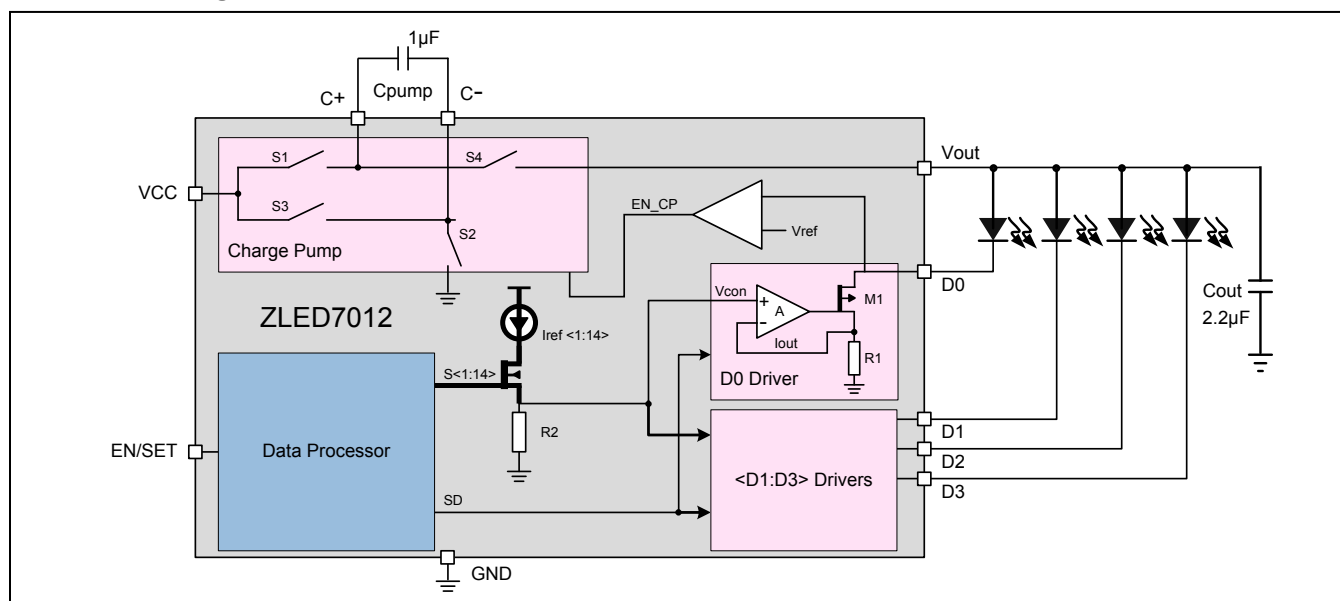 1µF
Cpump
C+
C-
S1
S4
Vout
VCC
S3
EN_CP
S2
Vref
Charge Pump
D0
Vcon
M1
+
A
-
Cout
2.2µF
ZLED7012
Iref <1:14>
Iout
R1
S<1:14>
D0 Driver
R2
D1
EN/SET
Data Processor
D2
<D1:D3> Drivers
D3
SD
GND